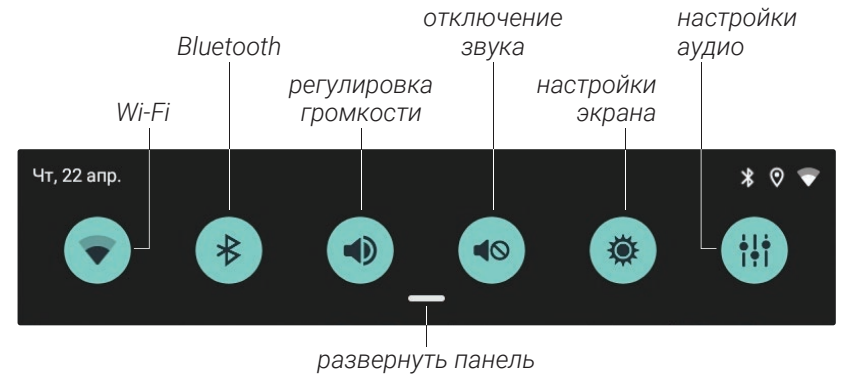 отключение
звука
настройки
аудио
Bluetooth
регулировка
громкости
настройки
экрана
Wi-Fi
Чт, 22 апр.
развернуть панель